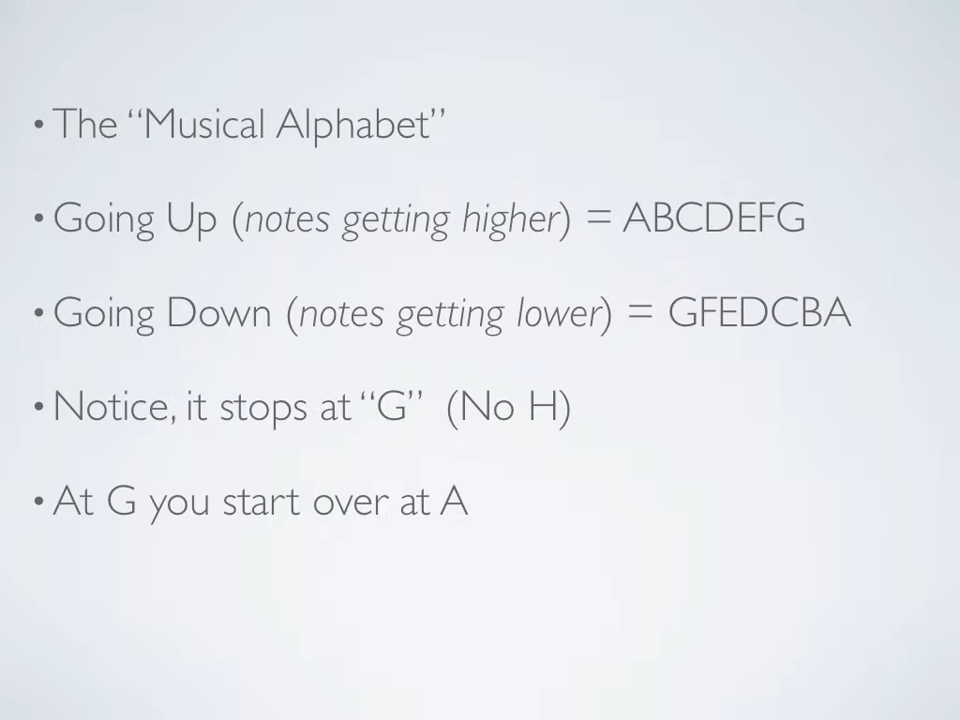 • The “Musical Alphabet”
• Going Up (notes getting higher) = ABCDEFG
• Going Down (notes getting lower) = GFEDCBA
• Notice, it stops at “G” (No H)
• At G you start over at A